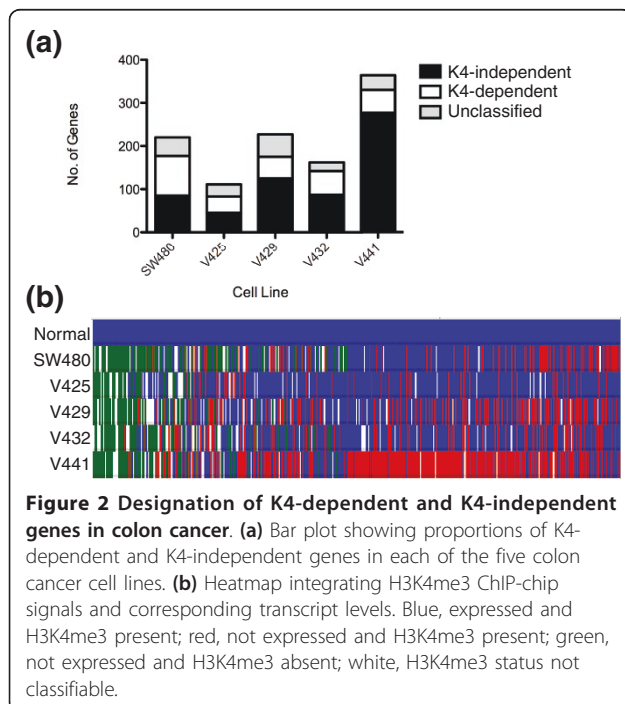 (a)
400
300
200
100
0
No. of Genes
K4-independent
K4-dependent
Unclassified
SW480
V425
V429
V432
V441
Cell Line
(b)
Normal
SW480
V425
V429
V432
V441
Figure 2 Designation of K4-dependent and K4-independent
genes in colon cancer. (a) Bar plot showing proportions of K4-
dependent and K4-independent genes in each of the five colon
cancer cell lines. (b) Heatmap integrating H3K4me3 ChIP-chip
signals and corresponding transcript levels. Blue, expressed and
H3K4me3 present; red, not expressed and H3K4me3 present; green,
not expressed and H3K4me3 absent; white, H3K4me3 status not
classifiable.